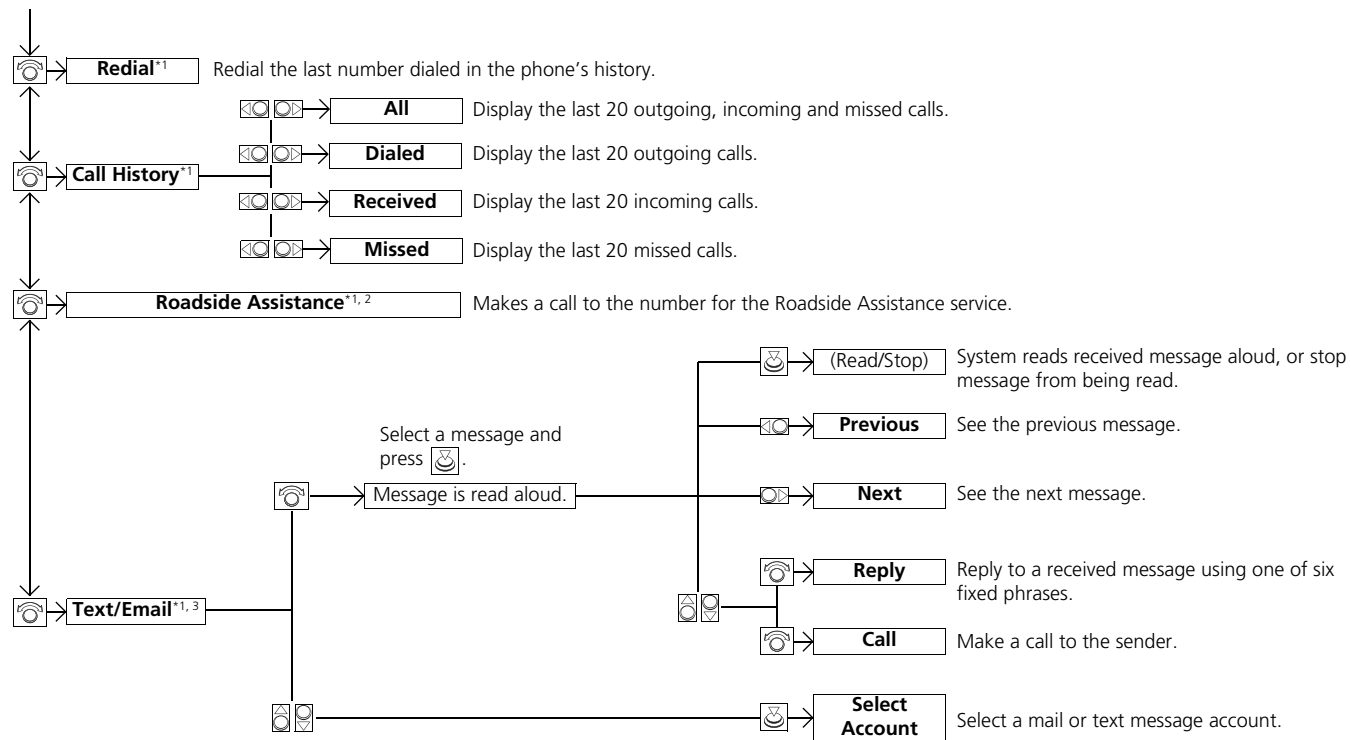 Redial*1 Redial the last number dialed in the phone's history.
All Display the last 20 outgoing, incoming and missed calls.
Dialed Display the last 20 outgoing calls.
Call History*1
Received Display the last 20 incoming calls.
Missed Display the last 20 missed calls.
Roadside Assistance*1, 2 Makes a call to the number for the Roadside Assistance service.
(Read/Stop) System reads received message aloud, or stop
message from being read.
Previous See the previous message.
Select a message and
press .
Message is read aloud.
Next See the next message.
Reply Reply to a received message using one of six
fixed phrases.
Text/Email*1, 3
Call Make a call to the sender.
Select
Account Select a mail or text message account.